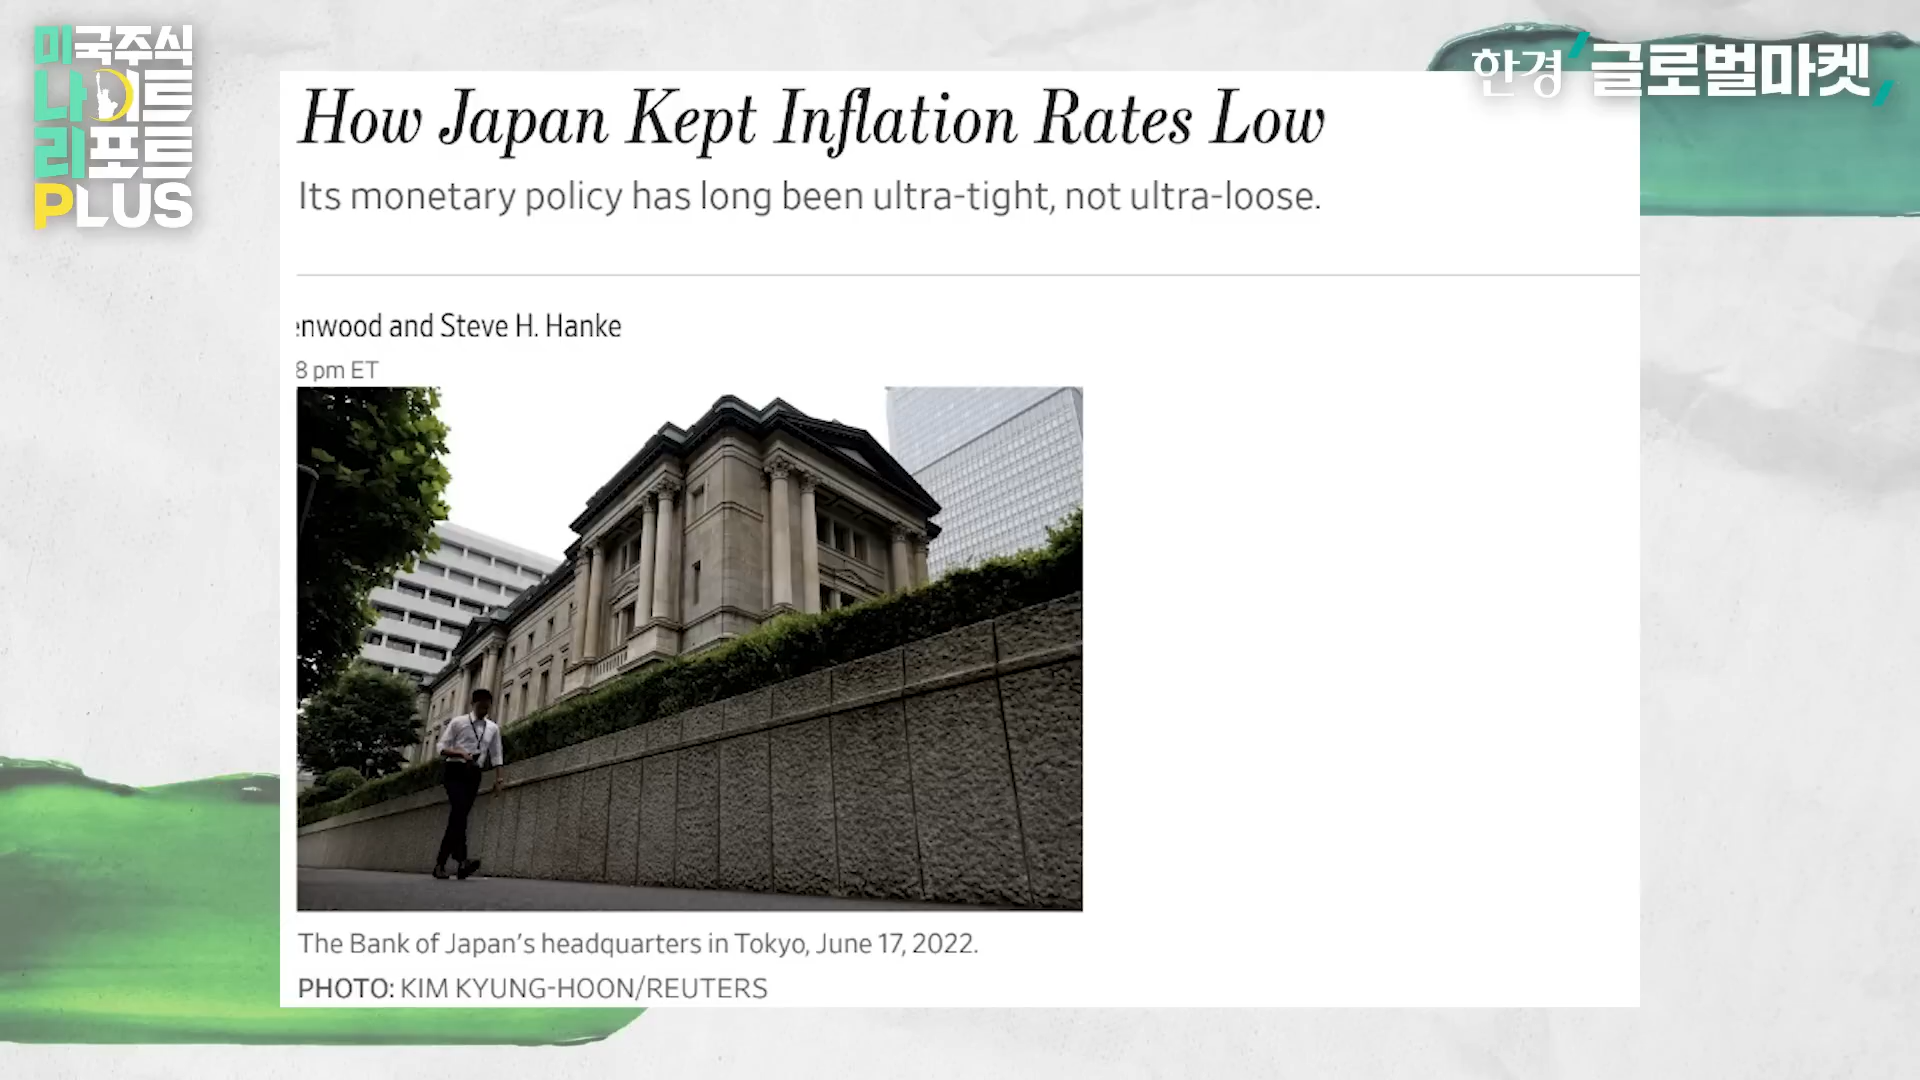 미국주식
나이트
리포트
PLUS
한경 글로벌마켓
How Japan Kept Inflation Rates Low
Its monetary policy has long been ultra-tight, not ultra-loose.
enwood and Steve H. Hanke
8 pm ET
The Bank of Japan's headquarters in Tokyo, June 17, 2022.
PHOTO: KIM KYUNG-HOON/REUTERS